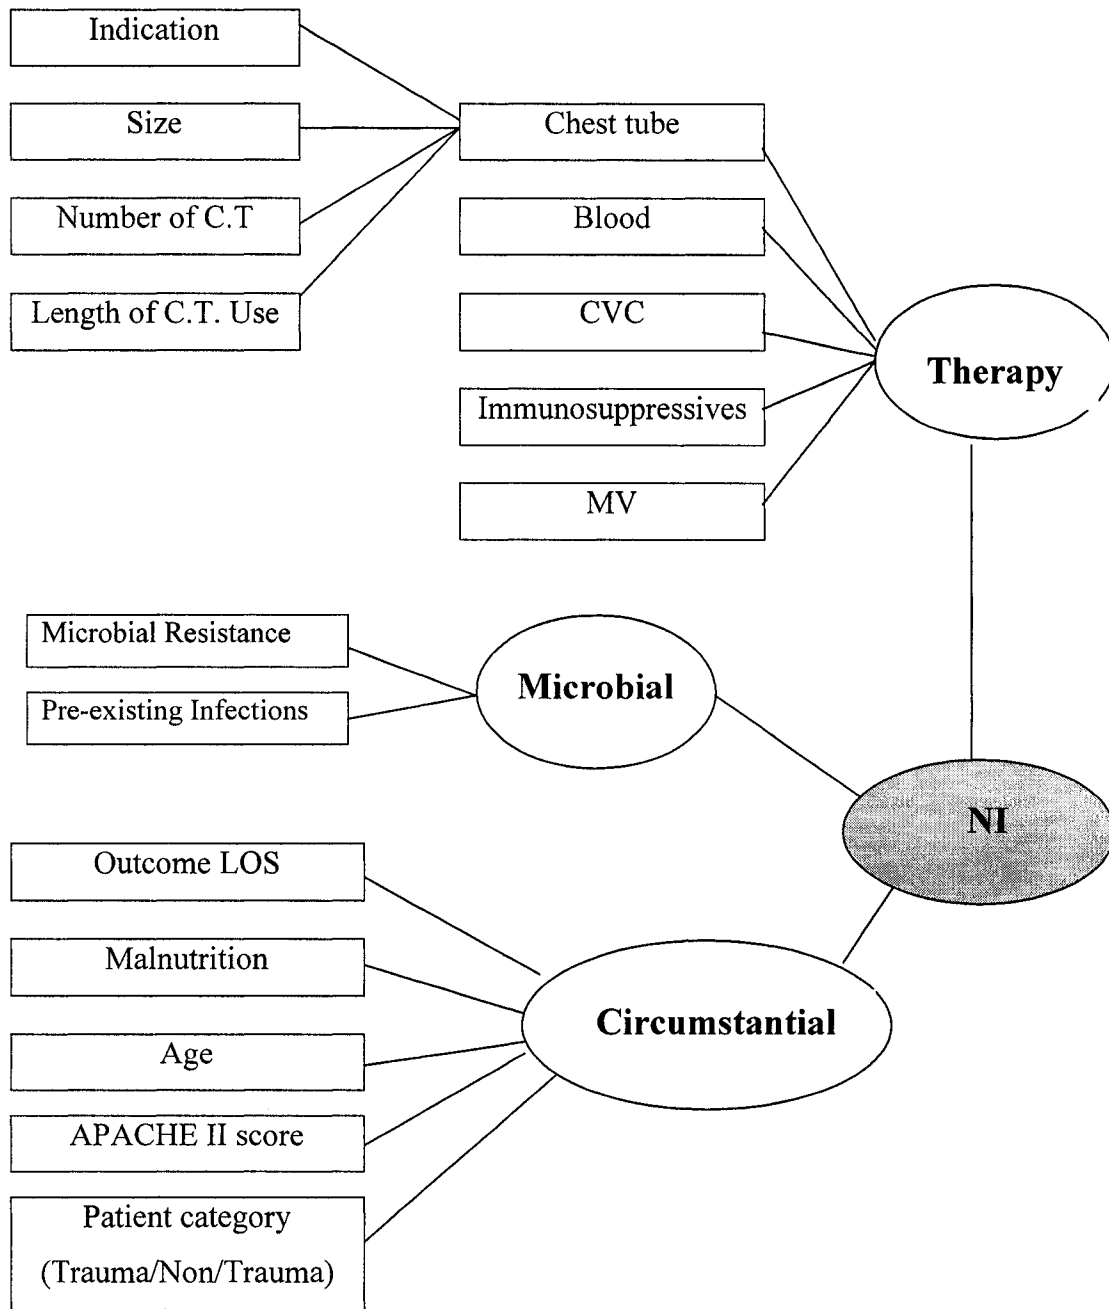 Indication
Size
Number of C.T
Length of C.T. Use
Chest tube
Blood
CVC
Immunosuppressives
MV
Therapy
Microbial Resistance
Pre-existing Infections
Microbial
NI
Outcome LOS
Malnutrition
Age
APACHE II score
Patient category
(Trauma/Non/Trauma)
Circumstantial